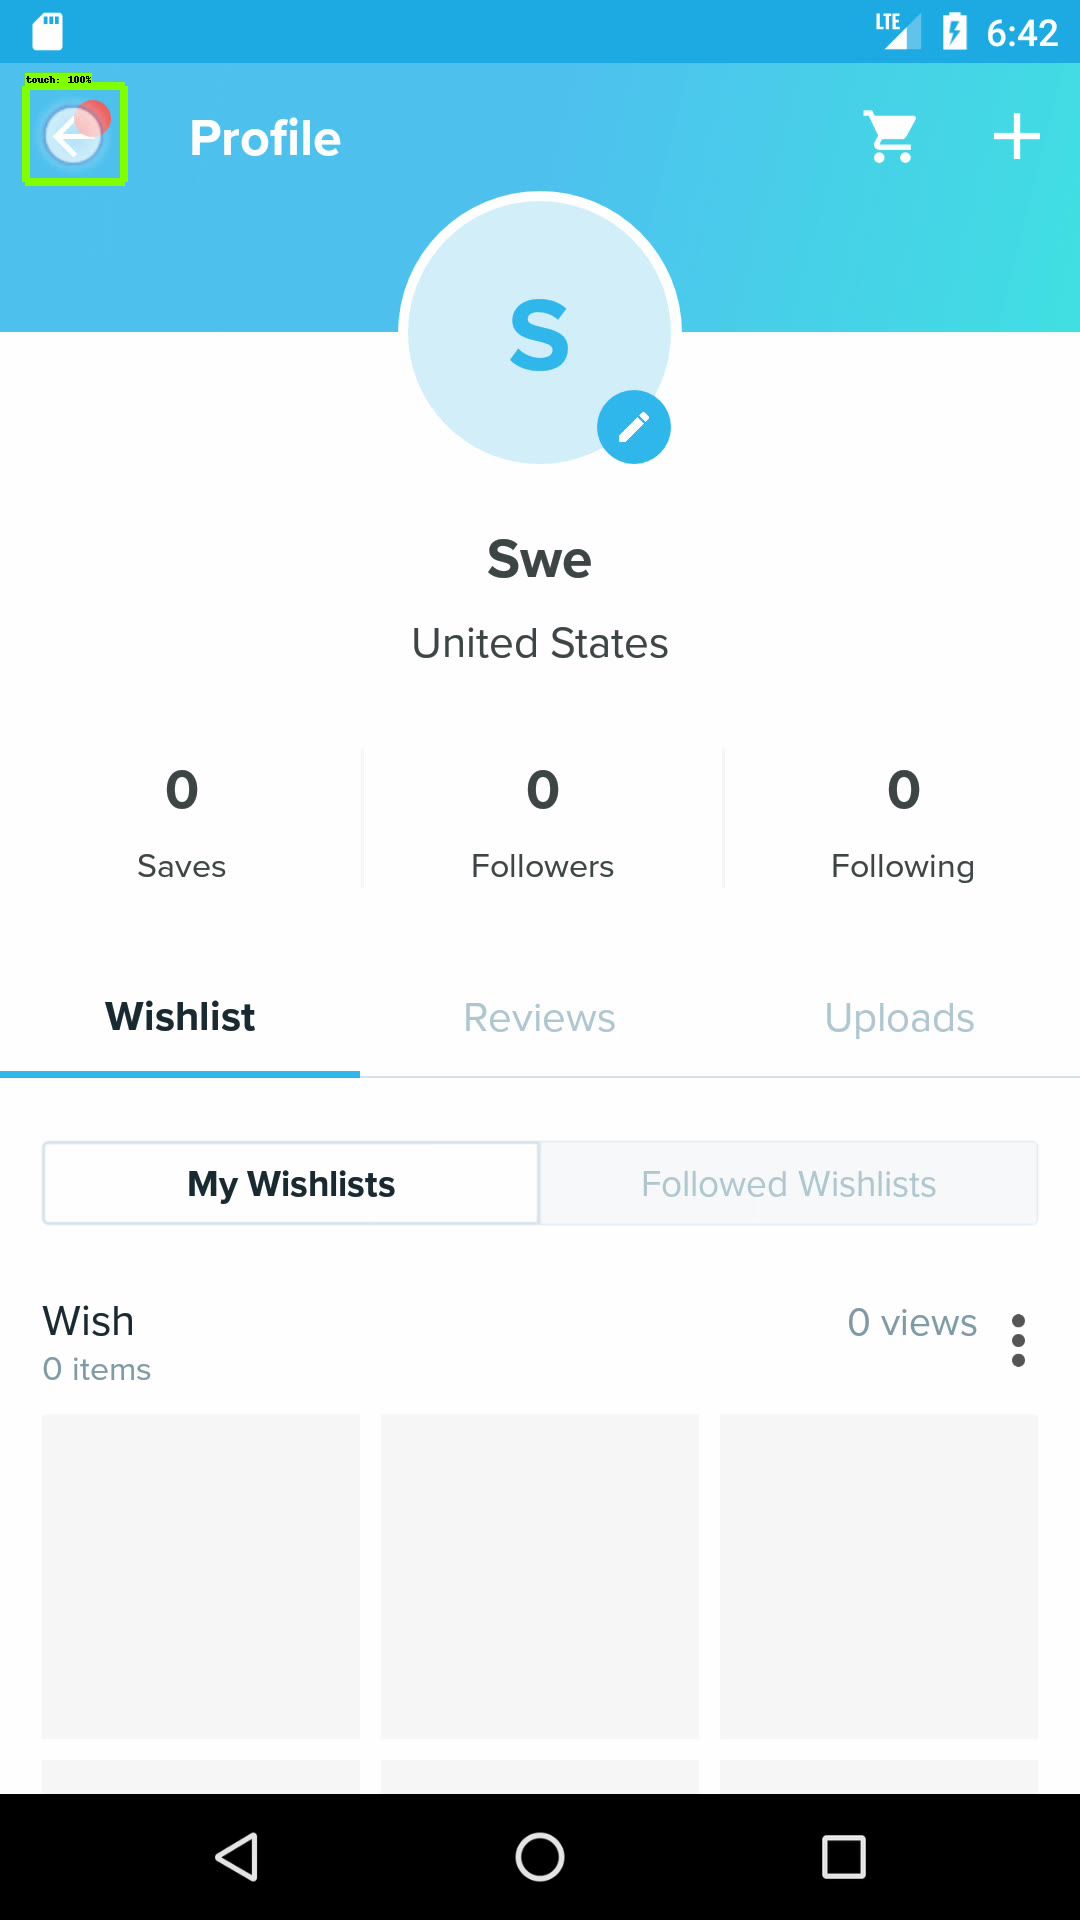 LTE 6:42
touch: 100%
Profile
S
Swe
United States
0 0 0
Saves Followers Following
Wishlist Reviews Uploads
My Wishlists Followed Wishlists
Wish 0 views
0 items